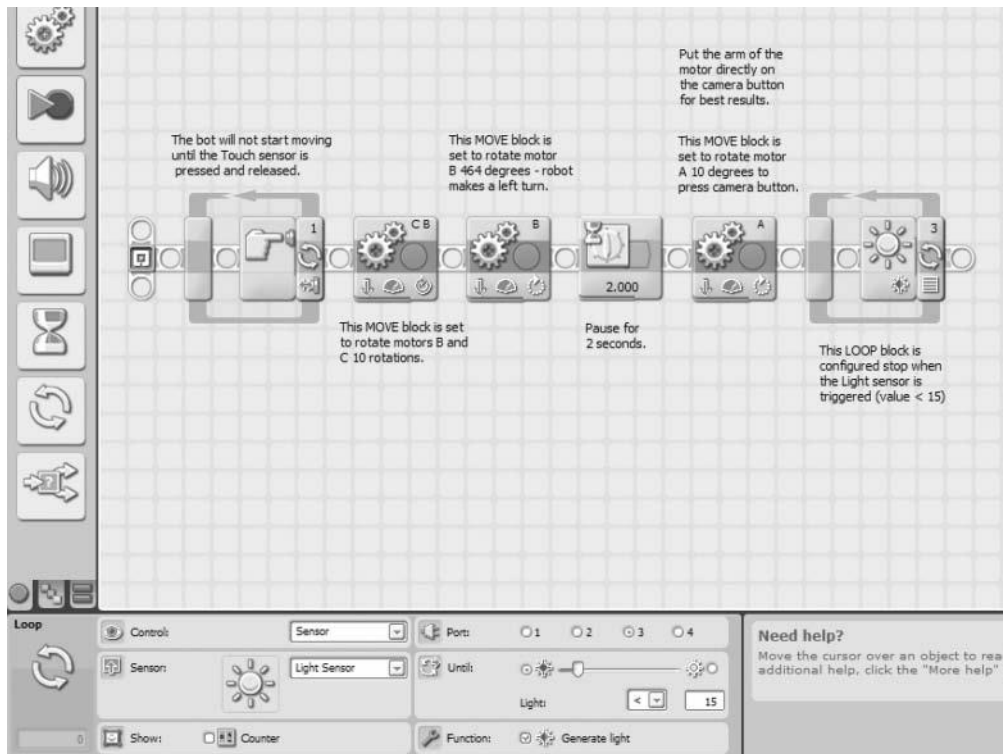 Put the arm of the
motor directly on
the camera button
for best results.
The bot will not start moving
until the Touch sensor is
pressed and released.
This MOVE block is
set to rotate motor
B 464 degrees - robot
makes a left turn.
This MOVE block is
set to rotate motor
A 10 degrees to
press camera button.
1
C B
B
A
3
2.000
This MOVE block is set
to rotate motors B and
C 10 rotations.
Pause for
2 seconds.
This LOOP block is
configured stop when
the Light sensor is
triggered (value < 15)
Loop
Control:
Sensor
Port:
1
2
3
4
Need help?
Move the cursor over an object to rea
additional help, click the "More help"
Sensor:
Light Sensor
Until:
Light:
<
15
0
Show:
Counter
Function:
Generate light